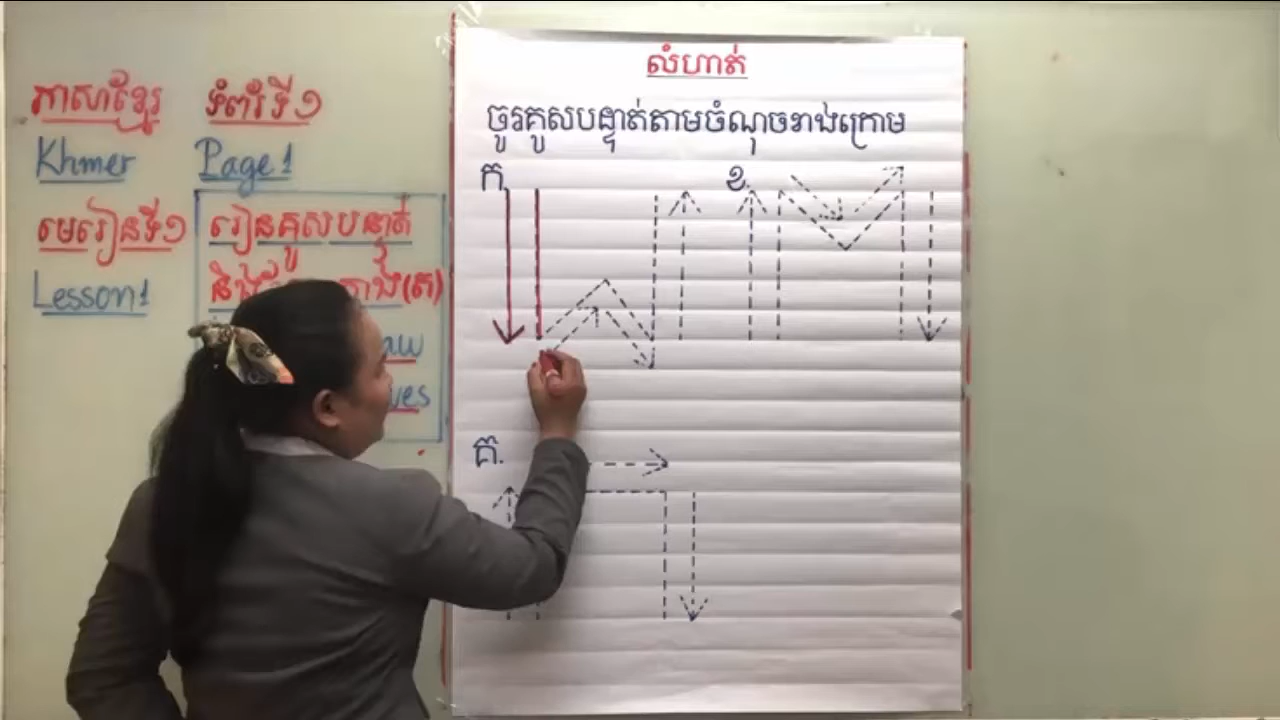 ភាសាខ្មែរ ទំព័រទី១
Khmer Page 1
មេរៀនទី១ រៀនគូសបន្ទាត់
Lesson 1
(ត)
លំហាត់
ចូរគូសបន្ទាត់តាមចំណុចខាងក្រោម
ក
ខ
គ.